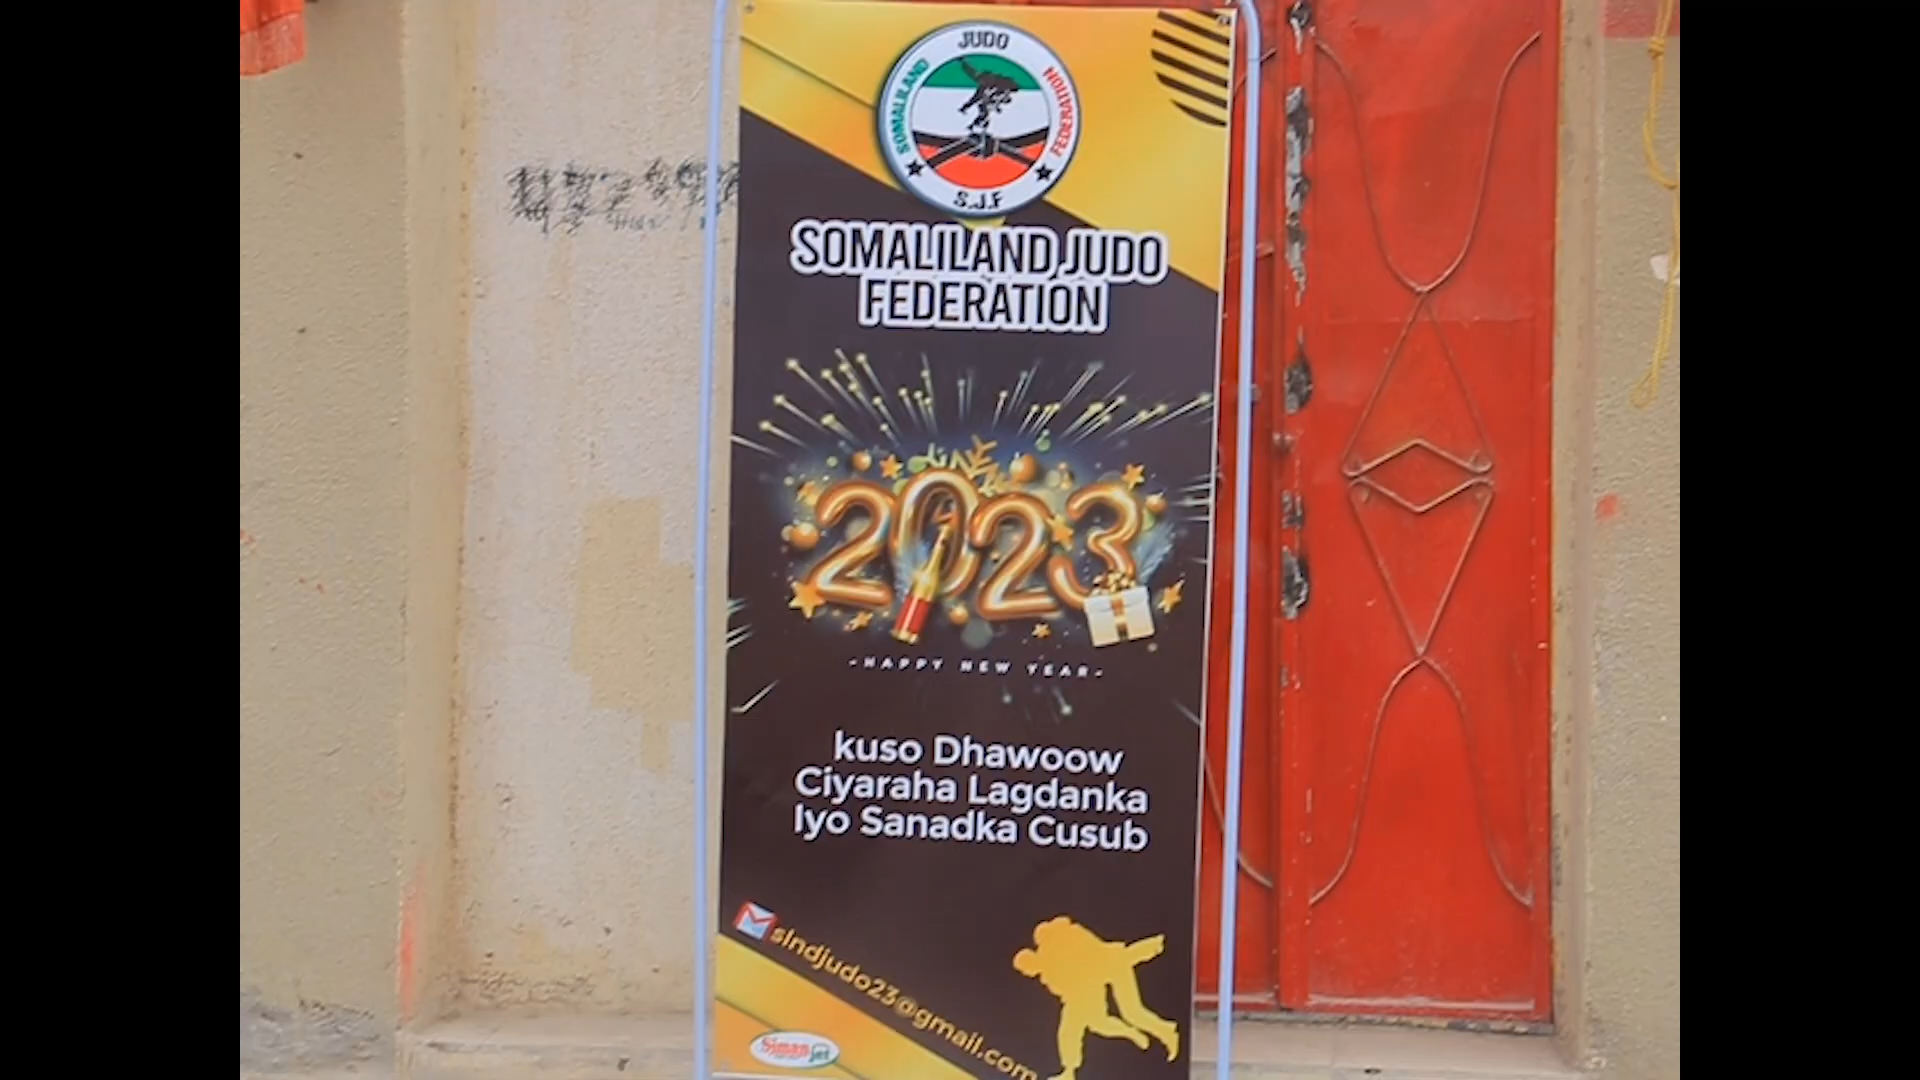 JUDO
SOMALILAND
FEDERATION
S.J.F
SOMALILAND JUDO
FEDERATION
2023
-HAPPY NEW YEAR-
kuso Dhawoow
Ciyaraha Lagdanka
Iyo Sanadka Cusub
slndjudo23@gmail.com